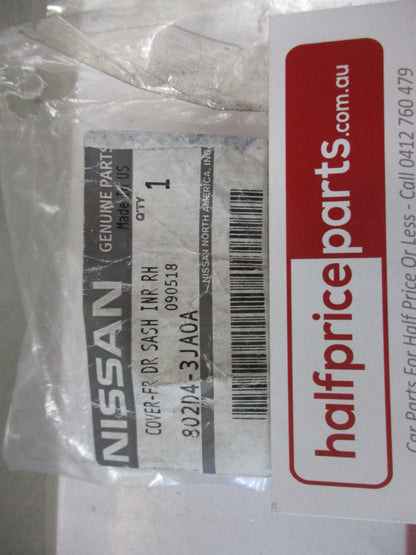 NISSAN
GENUINE PARTS
Made in US
QTY 1
COVER-FR DR SASH INR RH
090518
802D4-3JA0A
NISSAN NORTH AMERICA, INC.
halfpriceparts.com.au
Car Parts For Half Price Or Less - Call 0412 760 479